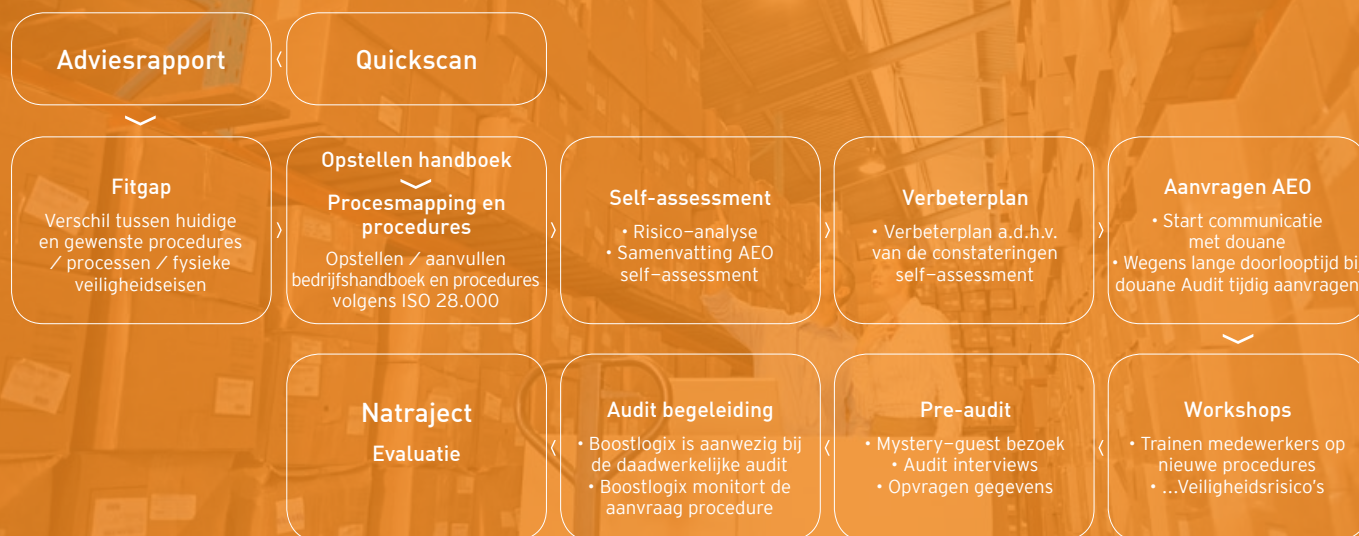 Adviesrapport
Quickscan
Fitgap
Verschil tussen huidige
en gewenste procedures
/ processen / fysieke
veiligheidseisen
Opstellen handboek
Procesmapping en
procedures
Opstellen / aanvullen
bedrijfshandboek en procedures
volgens ISO 28.000
Self-assessment
• Risico-analyse
• Samenvatting AEO
self-assessment
Verbeterplan
• Verbeterplan a.d.h.v.
van de constateringen
self-assessment
Aanvragen AEO
• Start communicatie
met douane
• Wegens lange doorlooptijd bi
douane Audit tijdig aanvragen
Natraject
Evaluatie
Audit begeleiding
• Boostlogix is aanwezig bij
de daadwerkelijke audit
• Boostlogix monitort de
aanvraag procedure
Pre-audit
• Mystery-guest bezoek
• Audit interviews
• Opvragen gegevens
Workshops
• Trainen medewerkers op
nieuwe procedures
• ...Veiligheidsrisico's